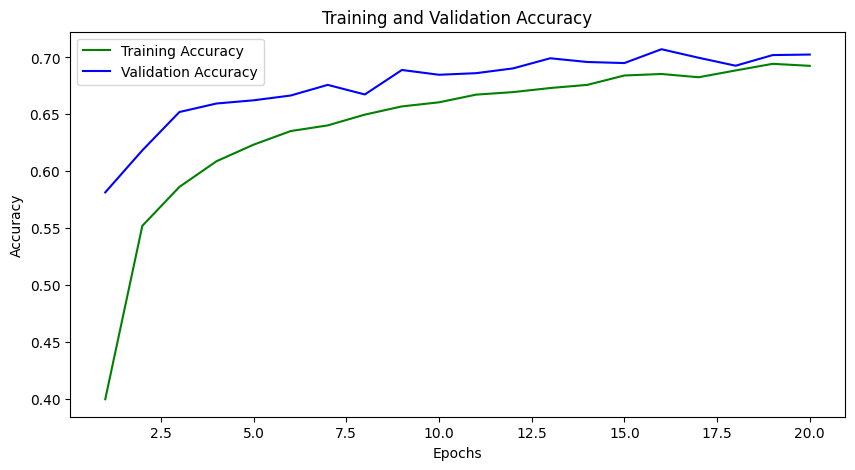 Training and Validation Accuracy
Training Accuracy
Validation Accuracy
Accuracy
0.70
0.65
0.60
0.55
0.50
0.45
0.40
2.5 5.0 7.5 10.0 12.5 15.0 17.5 20.0
Epochs